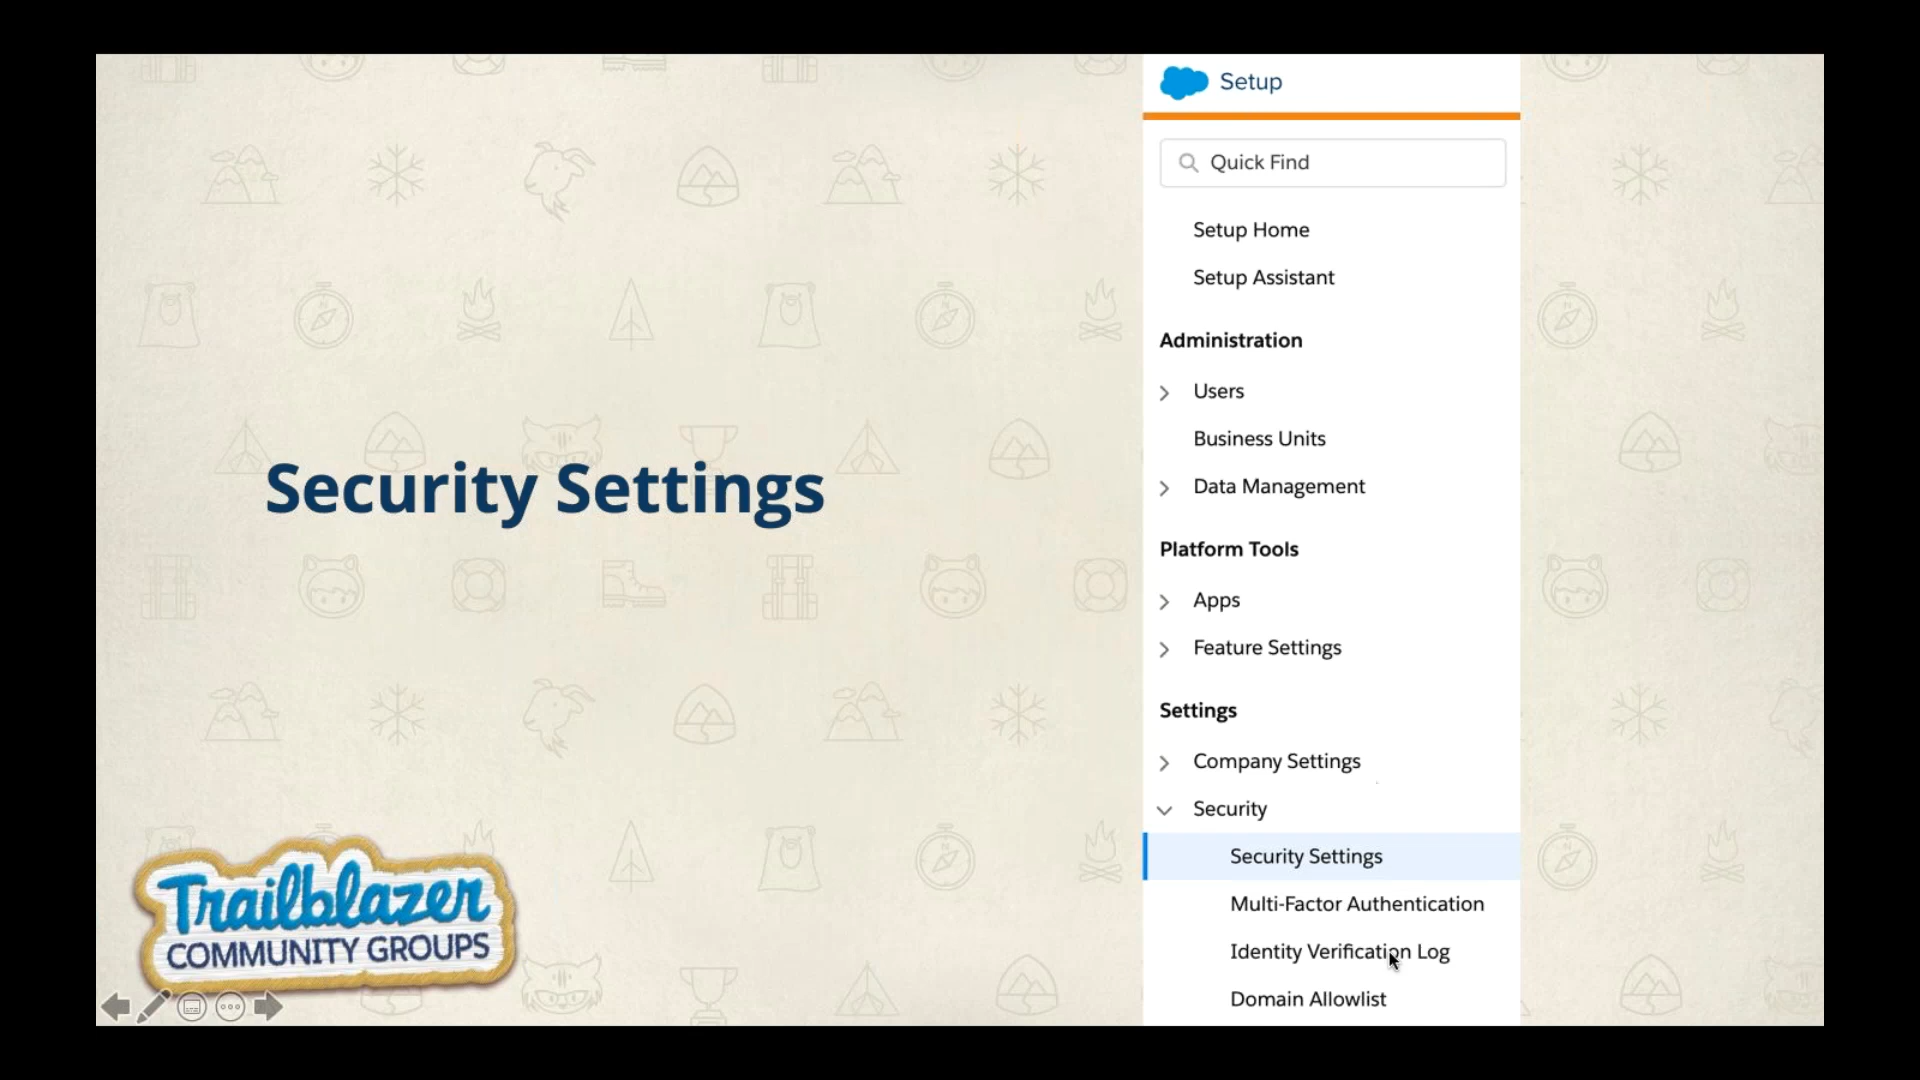 Security Settings
Trailblazer
COMMUNITY GROUPS
Setup
Quick Find
Setup Home
Setup Assistant
Administration
Users
Business Units
Data Management
Platform Tools
Apps
Feature Settings
Settings
Company Settings
Security
Security Settings
Multi-Factor Authentication
Identity Verification Log
Domain Allowlist